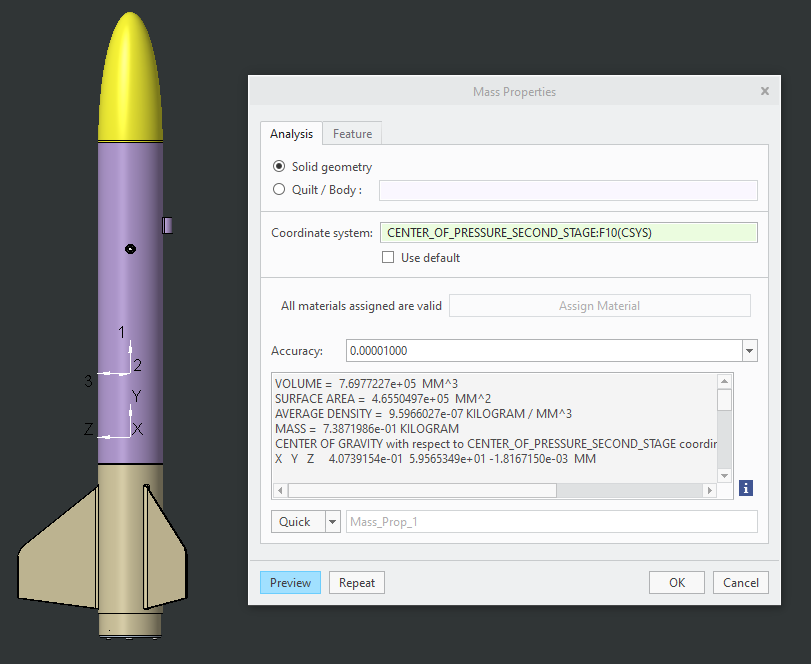 Mass Properties
x
Analysis
Feature
Solid geometry
Quilt / Body :
Coordinate system: CENTER_OF_PRESSURE_SECOND_STAGE:F10(CSYS)
Use default
All materials assigned are valid Assign Material
Accuracy: 0.00001000
VOLUME = 7.6977227e+05 MM^3
SURFACE AREA = 4.6550497e+05 MM^2
AVERAGE DENSITY = 9.5966027e-07 KILOGRAM / MM^3
MASS = 7.3871986e-01 KILOGRAM
CENTER OF GRAVITY with respect to CENTER_OF_PRESSURE_SECOND_STAGE coordir
X Y Z 4.0739154e-01 5.9565349e+01 -1.8167150e-03 MM
i
Quick Mass_Prop_1
Preview Repeat OK Cancel
1
2
3
Y
Z X